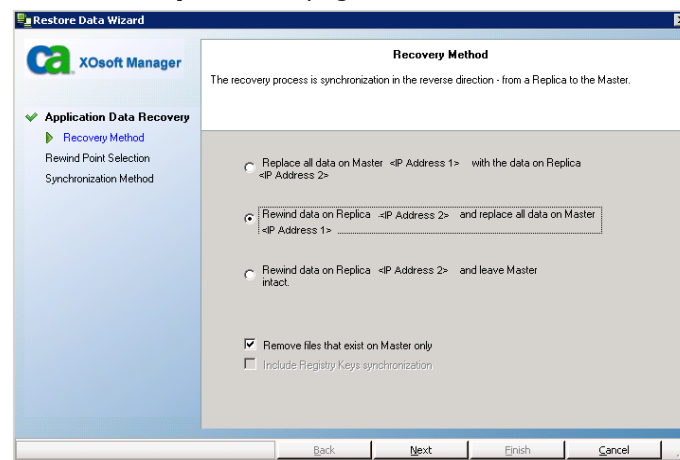 Restore Data Wizard
ca XOsoft Manager
Application Data Recovery
Recovery Method
Rewind Point Selection
Synchronization Method
Recovery Method
The recovery process is synchronization in the reverse direction - from a Replica to the Master.
Replace all data on Master <IP Address 1> with the data on Replica
<IP Address 2>
Rewind data on Replica <IP Address 2> and replace all data on Master
<IP Address 1>
Rewind data on Replica <IP Address 2> and leave Master
intact.
Remove files that exist on Master only
Include Registry Keys synchronization
Back Next Finish Cancel